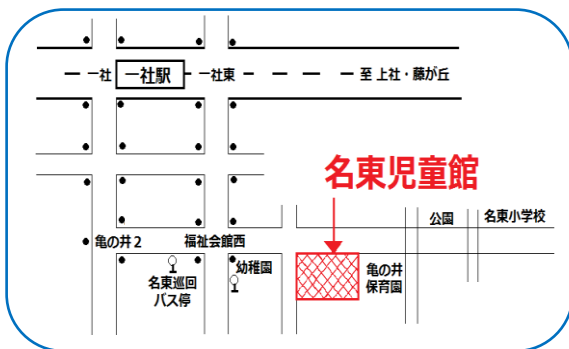 一社
一社駅
一社東
至 上社・藤が丘
名東児童館
公園
名東小学校
亀の井2
福祉会館西
名東巡回
バス停
幼稚園
亀の井
保育園